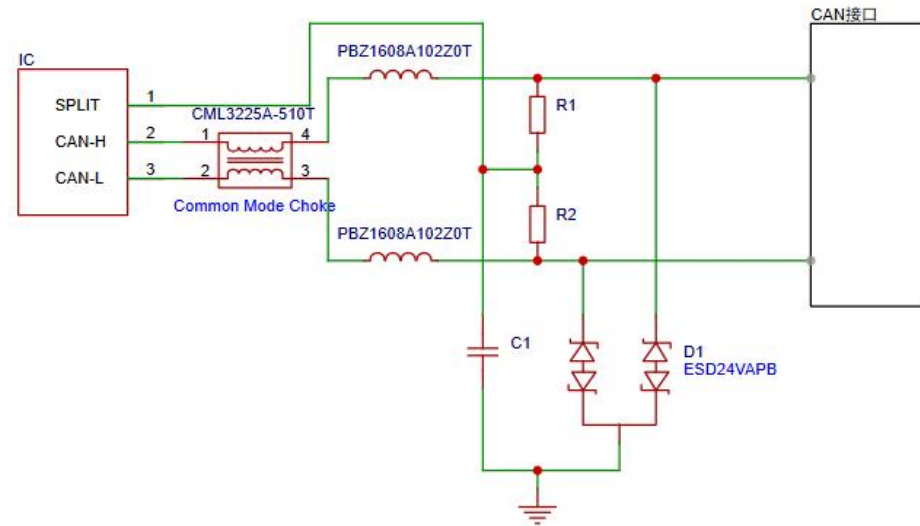 CAN接口
IC
PBZ1608A102Z0T
SPLIT
1
CML3225A-510T
R1
CAN-H
2
1
4
CAN-L
3
2
3
Common Mode Choke
R2
PBZ1608A102Z0T
C1
D1
ESD24VAPB